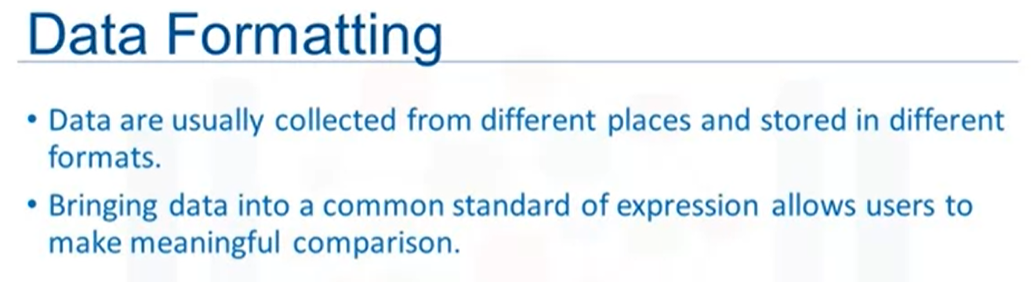 Data Formatting
• Data are usually collected from different places and stored in different
formats.
• Bringing data into a common standard of expression allows users to
make meaningful comparison.